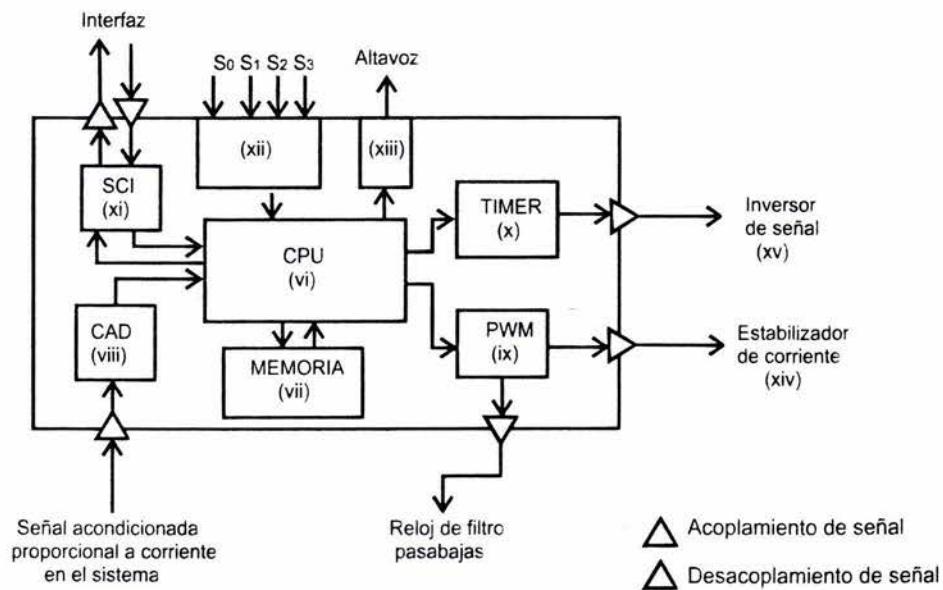 Interfaz
S0 S1 S2 S3
Altavoz
(xii)
(xiii)
SCI
(xi)
TIMER
(x)
Inversor
de señal
(xv)
CPU
(vi)
CAD
(viii)
PWM
(ix)
Estabilizador
de corriente
(xiv)
MEMORIA
(vii)
Señal acondicionada
proporcional a corriente
en el sistema
Reloj de filtro
pasabajas
Acoplamiento de señal
Desacoplamiento de señal